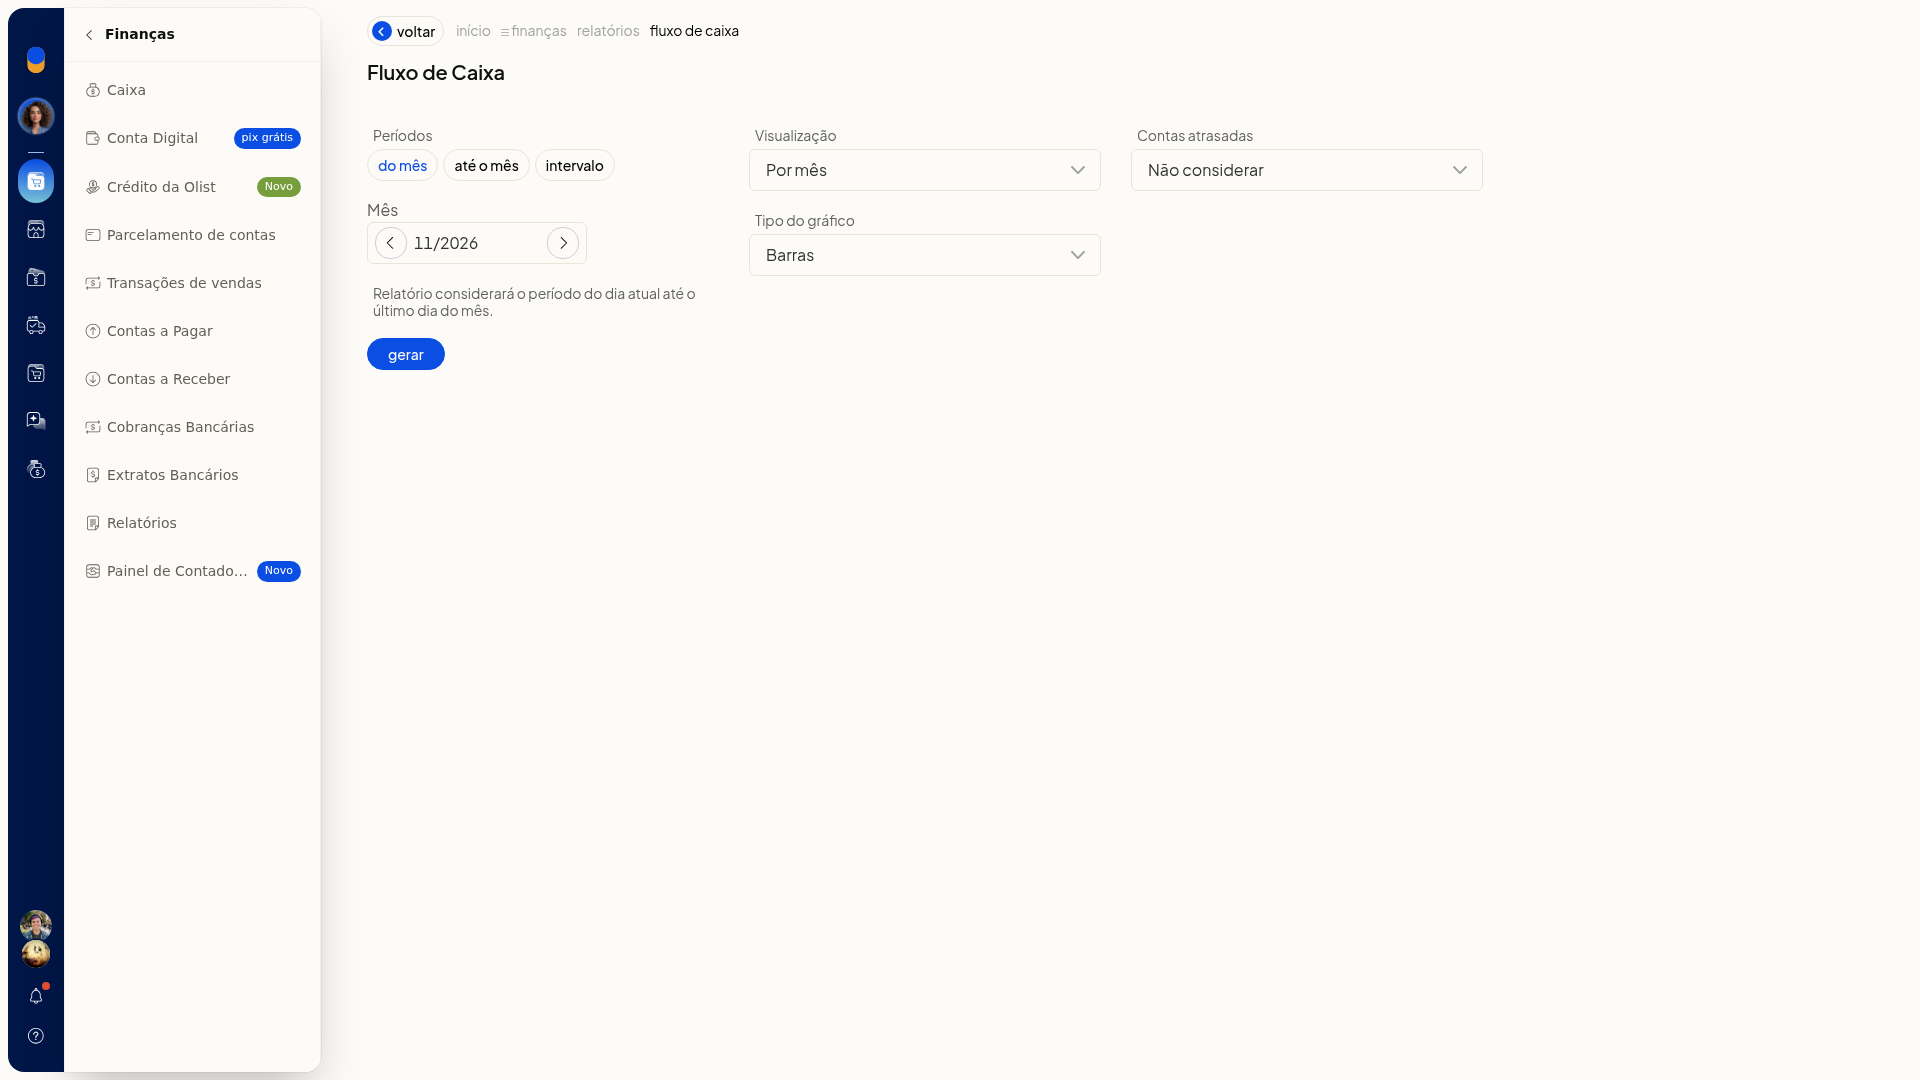 Finanças
Caixa
Conta Digital
pix grátis
Crédito da Olist
Novo
Parcelamento de contas
Transações de vendas
Contas a Pagar
Contas a Receber
Cobranças Bancárias
Extratos Bancários
Relatórios
Painel de Contado...
Novo
voltar
início
finanças
relatórios
fluxo de caixa
Fluxo de Caixa
Períodos
do mês
até o mês
intervalo
Mês
11/2026
Relatório considerará o período do dia atual até o
último dia do mês.
gerar
Visualização
Por mês
Tipo do gráfico
Barras
Contas atrasadas
Não considerar